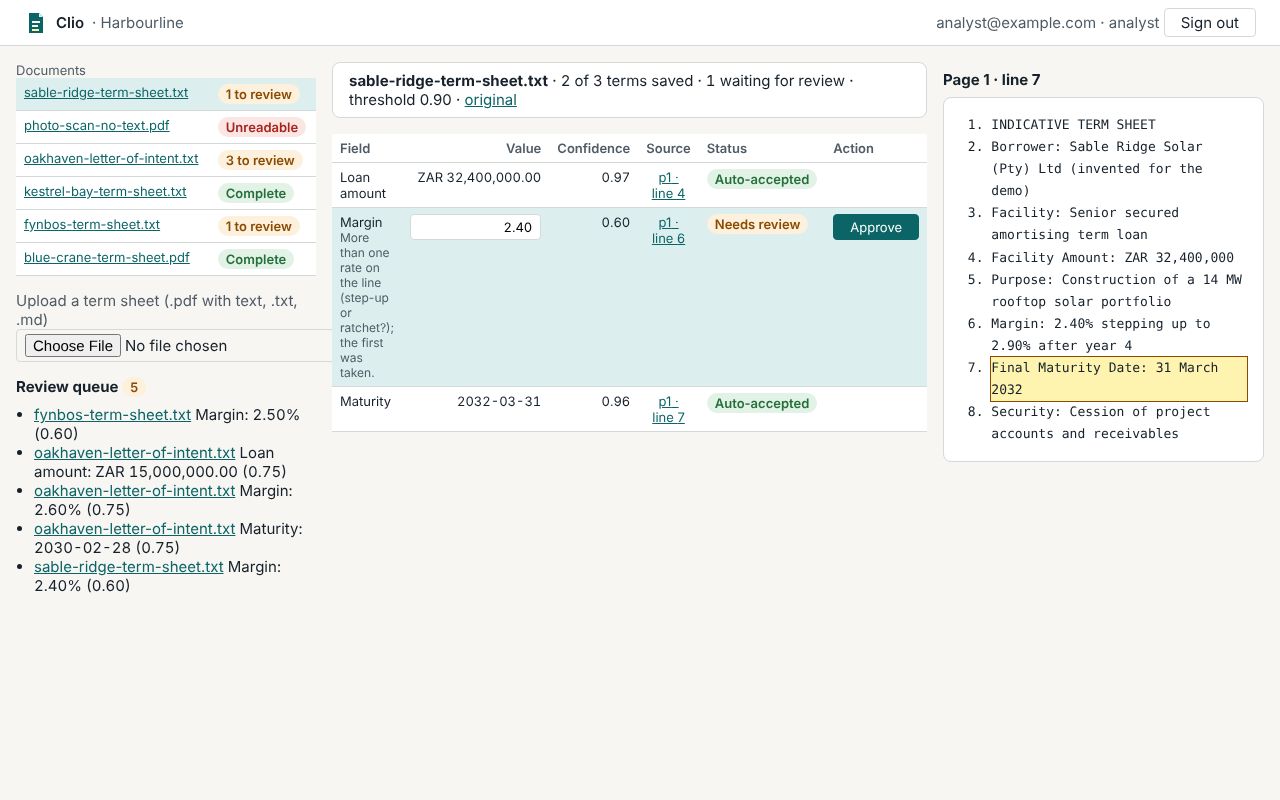 Clio · Harbourline
analyst@example.com · analyst
Sign out
Documents
sable-ridge-term-sheet.txt 1 to review
photo-scan-no-text.pdf Unreadable
oakhaven-letter-of-intent.txt 3 to review
kestrel-bay-term-sheet.txt Complete
fynbos-term-sheet.txt 1 to review
blue-crane-term-sheet.pdf Complete
Upload a term sheet (.pdf with text, .txt,
.md)
Choose File No file chosen
Review queue 5
• fynbos-term-sheet.txt Margin: 2.50%
(0.60)
• oakhaven-letter-of-intent.txt Loan
amount: ZAR 15,000,000.00 (0.75)
• oakhaven-letter-of-intent.txt Margin:
2.60% (0.75)
• oakhaven-letter-of-intent.txt Maturity:
2030-02-28 (0.75)
• sable-ridge-term-sheet.txt Margin:
2.40% (0.60)
sable-ridge-term-sheet.txt · 2 of 3 terms saved · 1 waiting for review ·
threshold 0.90 · original
Field Value Confidence Source Status Action
Loan ZAR 32,400,000.00 0.97 p1 · Auto-accepted
amount line 4
Margin 2.40 0.60 p1 · Needs review Approve
More line 6
than one
rate on
the line
(step-up
or
ratchet?);
the first
was
taken.
Maturity 2032-03-31 0.96 p1 · Auto-accepted
line 7
Page 1 · line 7
1. INDICATIVE TERM SHEET
2. Borrower: Sable Ridge Solar
(Pty) Ltd (invented for the
demo)
3. Facility: Senior secured
amortising term loan
4. Facility Amount: ZAR 32,400,000
5. Purpose: Construction of a 14 MW
rooftop solar portfolio
6. Margin: 2.40% stepping up to
2.90% after year 4
7. Final Maturity Date: 31 March
2032
8. Security: Cession of project
accounts and receivables